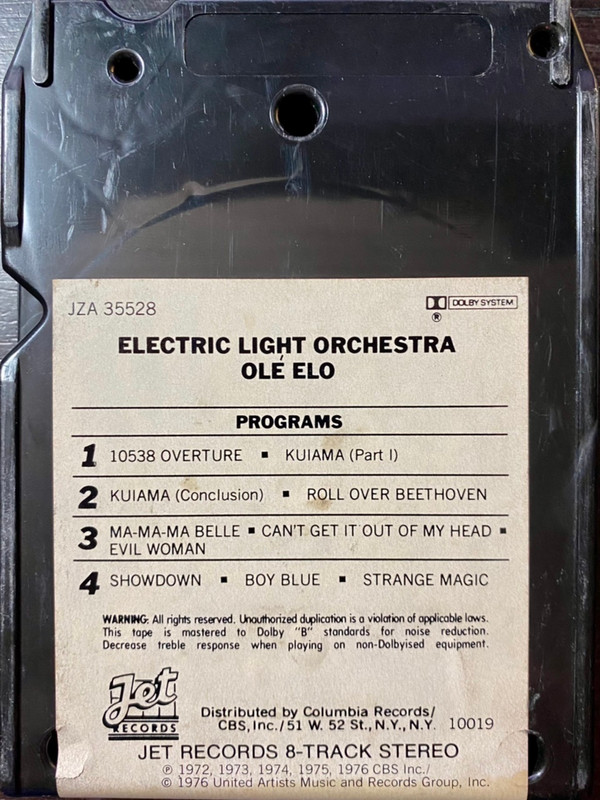 JZA 35528
DOLBY SYSTEM
®
ELECTRIC LIGHT ORCHESTRA
OLÉ ELO
PROGRAMS
1 10538 OVERTURE ▪ KUIAMA (Part I)
2 KUIAMA (Conclusion) ▪ ROLL OVER BEETHOVEN
3 MA-MA-MA BELLE ▪ CAN'T GET IT OUT OF MY HEAD ▪
EVIL WOMAN
4 SHOWDOWN ▪ BOY BLUE ▪ STRANGE MAGIC
WARNING: All rights reserved. Unauthorized duplication is a violation of applicable laws.
This tape is mastered to Dolby "B" standards for noise reduction.
Decrease treble response when playing on non-Dolbyised equipment.
Jet
RECORDS
Distributed by Columbia Records/
CBS, Inc./51 W. 52 St., N.Y., N.Y. 10019
JET RECORDS 8-TRACK STEREO
℗ 1972, 1973, 1974, 1975, 1976 CBS Inc./
© 1976 United Artists Music and Records Group, Inc.